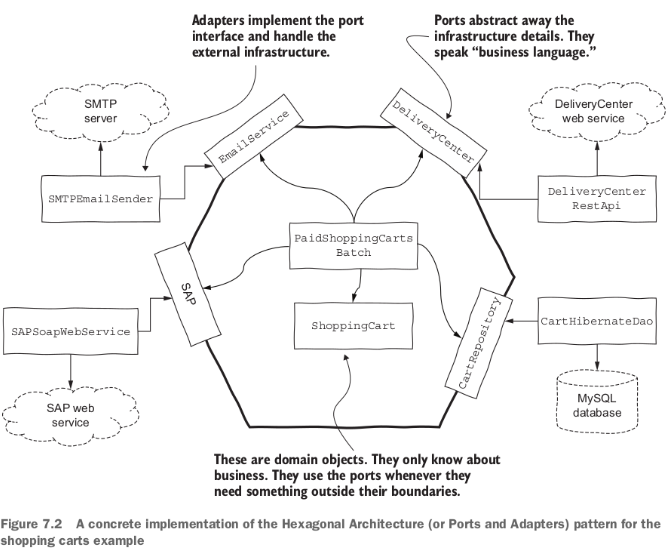 Adapters implement the port
interface and handle the
external infrastructure.
Ports abstract away the
infrastructure details. They
speak “business language.”
SMTP
server
EmailService
DeliveryCenter
DeliveryCenter
web service
SMTPEmailSender
DeliveryCenter
RestApi
PaidShoppingCarts
Batch
SAP
ShoppingCart
CartRepository
SAPSoapWebService
CartHibernateDao
SAP web
service
MySQL
database
These are domain objects. They only know about
business. They use the ports whenever they
need something outside their boundaries.
Figure 7.2 A concrete implementation of the Hexagonal Architecture (or Ports and Adapters) pattern for the
shopping carts example